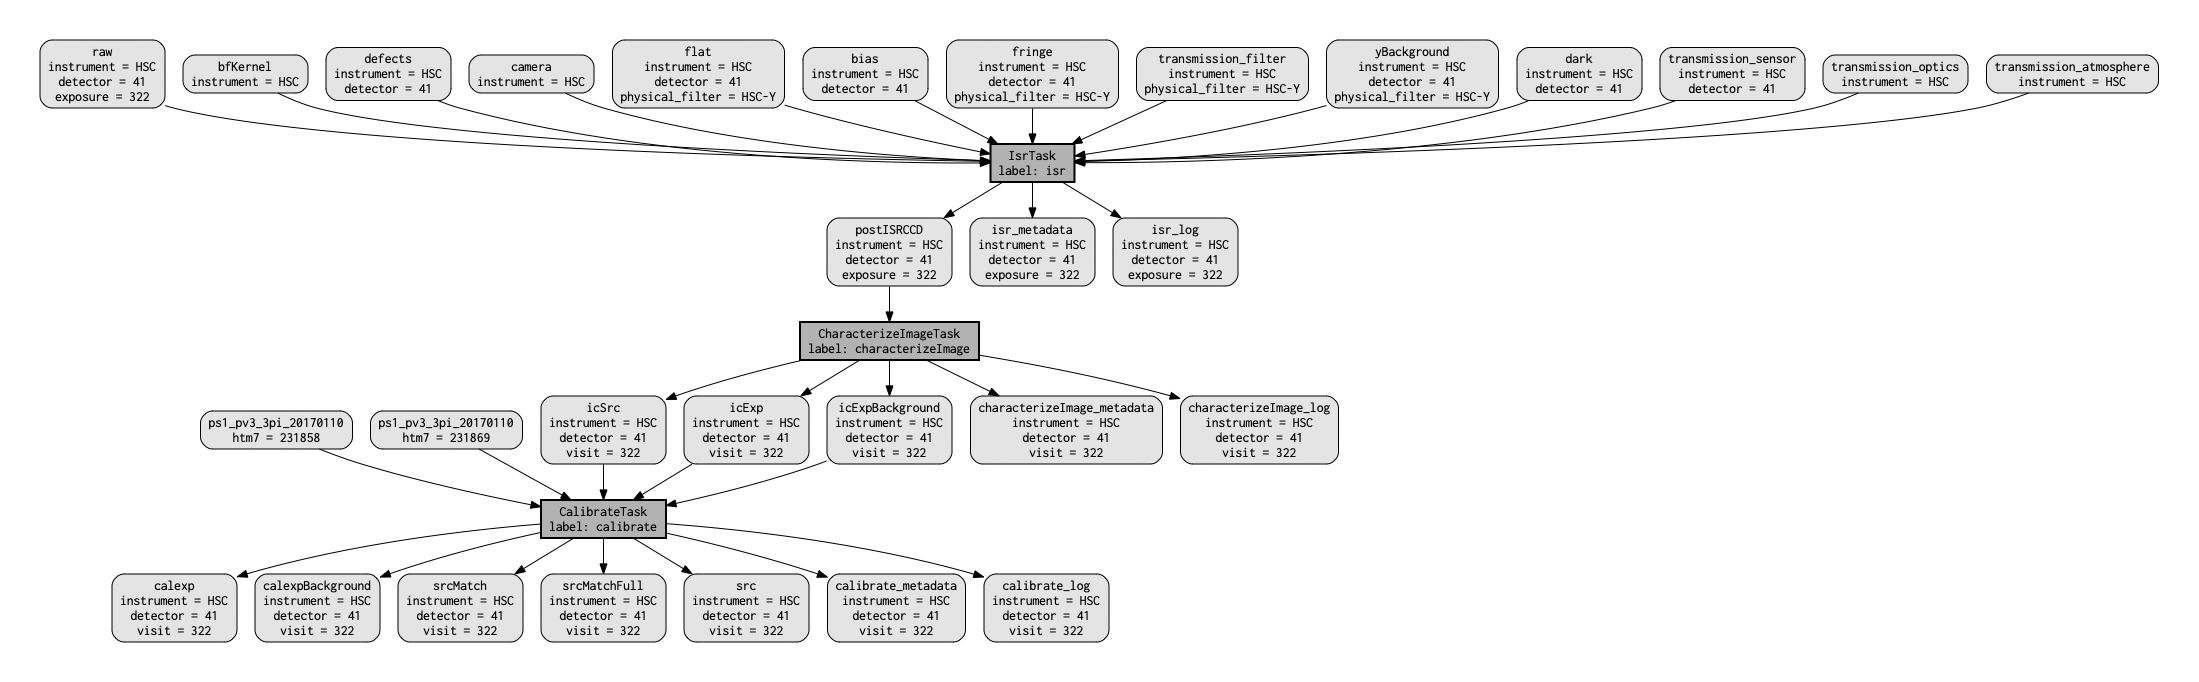 raw
instrument = HSC
detector = 41
exposure = 322
bfKernel
instrument = HSC
defects
instrument = HSC
detector = 41
camera
instrument = HSC
flat
instrument = HSC
detector = 41
physical_filter = HSC-Y
bias
instrument = HSC
detector = 41
fringe
instrument = HSC
detector = 41
physical_filter = HSC-Y
transmission_filter
instrument = HSC
physical_filter = HSC-Y
yBackground
instrument = HSC
detector = 41
physical_filter = HSC-Y
dark
instrument = HSC
detector = 41
transmission_sensor
instrument = HSC
detector = 41
transmission_optics
instrument = HSC
transmission_atmosphere
instrument = HSC
IsrTask
label: isr
postISRCCD
instrument = HSC
detector = 41
exposure = 322
isr_metadata
instrument = HSC
detector = 41
exposure = 322
isr_log
instrument = HSC
detector = 41
exposure = 322
CharacterizeImageTask
label: characterizeImage
ps1_pv3_3pi_20170110
htm7 = 231858
ps1_pv3_3pi_20170110
htm7 = 231869
icSrc
instrument = HSC
detector = 41
visit = 322
icExp
instrument = HSC
detector = 41
visit = 322
icExpBackground
instrument = HSC
detector = 41
visit = 322
characterizeImage_metadata
instrument = HSC
detector = 41
visit = 322
characterizeImage_log
instrument = HSC
detector = 41
visit = 322
CalibrateTask
label: calibrate
calexp
instrument = HSC
detector = 41
visit = 322
calexpBackground
instrument = HSC
detector = 41
visit = 322
srcMatch
instrument = HSC
detector = 41
visit = 322
srcMatchFull
instrument = HSC
detector = 41
visit = 322
src
instrument = HSC
detector = 41
visit = 322
calibrate_metadata
instrument = HSC
detector = 41
visit = 322
calibrate_log
instrument = HSC
detector = 41
visit = 322